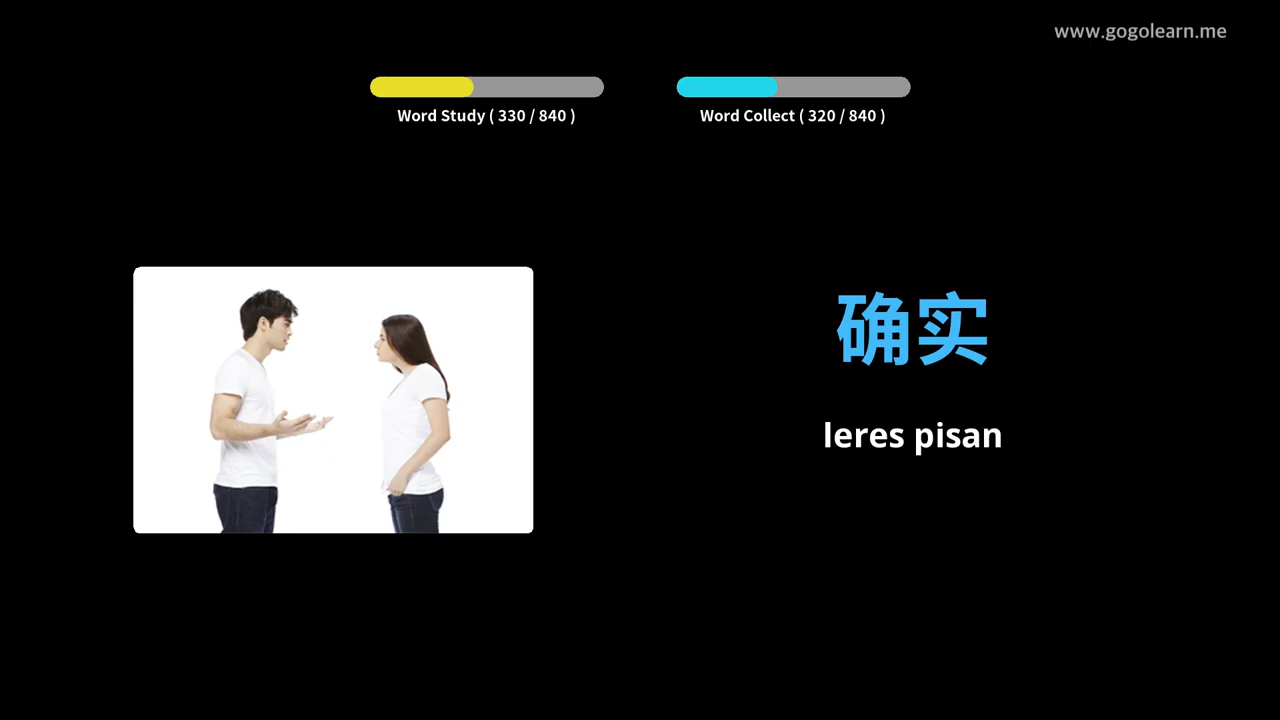 www.gogolearn.me
Word Study ( 330 / 840 )
Word Collect ( 320 / 840 )
确实
leres pisan